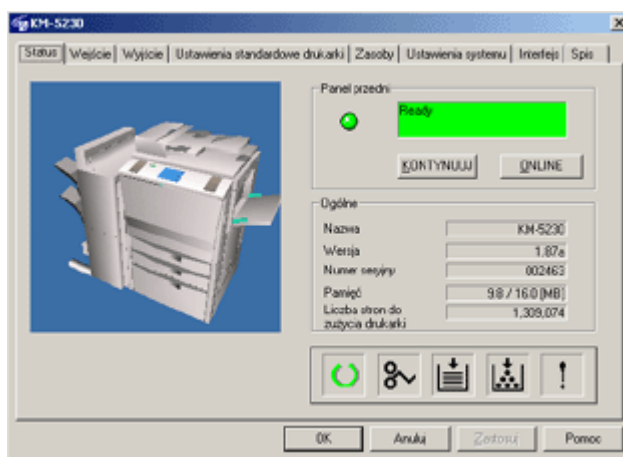 KM-5230
Status Wejście Wyjście Ustawienia standardowe drukarki Zasoby Ustawienia systemu Interfejs Spis
Panel przedni
Ready
KONTYNUUJ ONLINE
Ogólne
Nazwa KM-5230
Wersja 1.87a
Numer seryjny 002463
Pamięć 9.8 / 16.0 [MB]
Liczba stron do
zużycia drukarki 1,309,074
OK Anuluj Zastosuj Pomoc